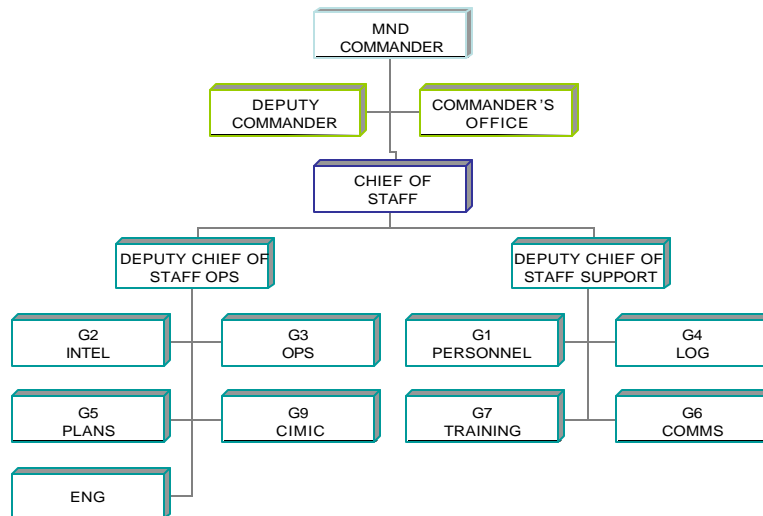 MND
COMMANDER
DEPUTY
COMMANDER
COMMANDER'S
OFFICE
CHIEF OF
STAFF
DEPUTY CHIEF OF
STAFF OPS
DEPUTY CHIEF OF
STAFF SUPPORT
G2
INTEL
G3
OPS
G1
PERSONNEL
G4
LOG
G5
PLANS
G9
CIMIC
G7
TRAINING
G6
COMMS
ENG